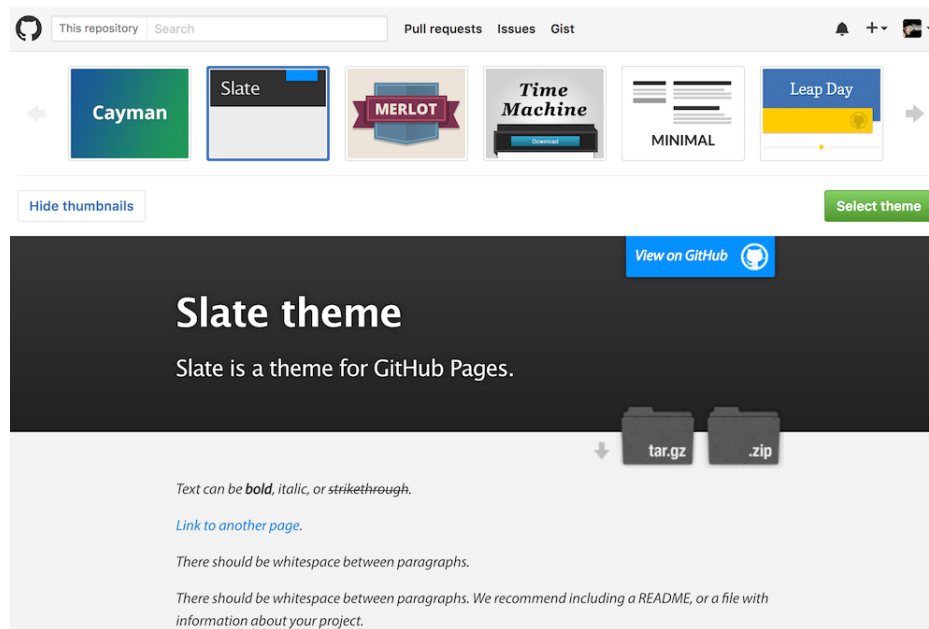 This repository Search Pull requests Issues Gist
Cayman
Slate
MERLOT
Time
Machine
Download
MINIMAL
Leap Day
Hide thumbnails
Select theme
View on GitHub
Slate theme
Slate is a theme for GitHub Pages.
tar.gz
.zip
Text can be bold, italic, or strikethrough.
Link to another page.
There should be whitespace between paragraphs.
There should be whitespace between paragraphs. We recommend including a README, or a file with
information about your project.